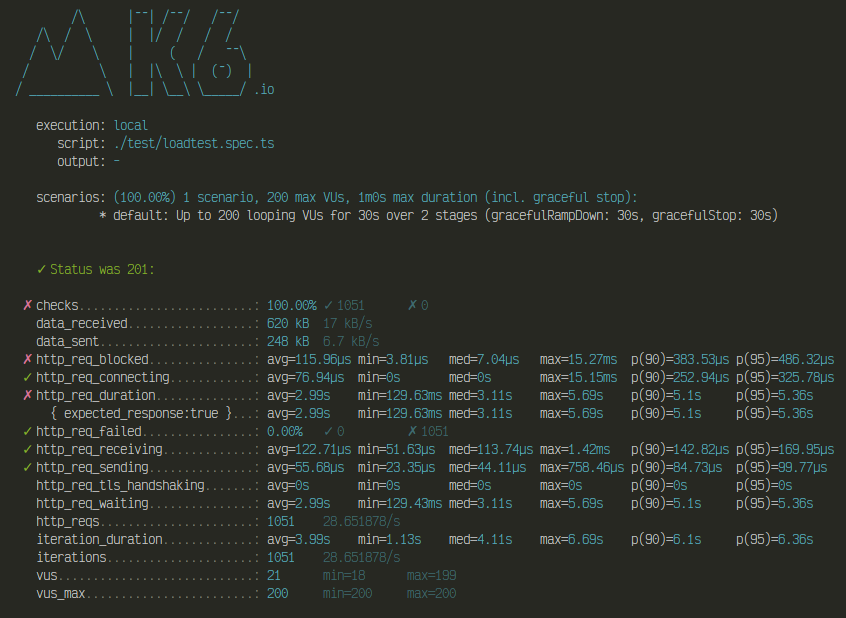 /\      |‾‾| /‾‾/   /‾‾/
/\  /  \     |  |/  /   /  /
/  \/    \    |     (   /   ‾‾\
/          \   |  |\  \ |  (‾)  |
/ __________ \  |__| \__\ \_____/ .io
execution: local
script: ./test/loadtest.spec.ts
output: -
scenarios: (100.00%) 1 scenario, 200 max VUs, 1m0s max duration (incl. graceful stop):
* default: Up to 200 looping VUs for 30s over 2 stages (gracefulRampDown: 30s, gracefulStop: 30s)
✓ Status was 201:
✗ checks.........................: 100.00% ✓ 1051      ✗ 0
data_received..................: 620 kB  17 kB/s
data_sent......................: 248 kB  6.7 kB/s
✗ http_req_blocked...............: avg=115.96µs min=3.81µs   med=7.04µs   max=15.27ms  p(90)=383.53µs p(95)=486.32µs
✓ http_req_connecting............: avg=76.94µs  min=0s       med=0s       max=15.15ms  p(90)=252.94µs p(95)=325.78µs
✗ http_req_duration..............: avg=2.99s    min=129.63ms med=3.11s    max=5.69s    p(90)=5.1s     p(95)=5.36s
{ expected_response:true }...: avg=2.99s    min=129.63ms med=3.11s    max=5.69s    p(90)=5.1s     p(95)=5.36s
✓ http_req_failed................: 0.00%   ✓ 0         ✗ 1051
✓ http_req_receiving.............: avg=122.71µs min=51.63µs  med=113.74µs max=1.42ms   p(90)=142.82µs p(95)=169.95µs
✓ http_req_sending...............: avg=55.68µs  min=23.35µs  med=44.11µs  max=758.46µs p(90)=84.73µs  p(95)=99.77µs
http_req_tls_handshaking.......: avg=0s       min=0s       med=0s       max=0s       p(90)=0s       p(95)=0s
http_req_waiting...............: avg=2.99s    min=129.43ms med=3.11s    max=5.69s    p(90)=5.1s     p(95)=5.36s
http_reqs......................: 1051    28.651878/s
iteration_duration.............: avg=3.99s    min=1.13s    med=4.11s    max=6.69s    p(90)=6.1s     p(95)=6.36s
iterations.....................: 1051    28.651878/s
vus............................: 21      min=18      max=199
vus_max........................: 200     min=200     max=200